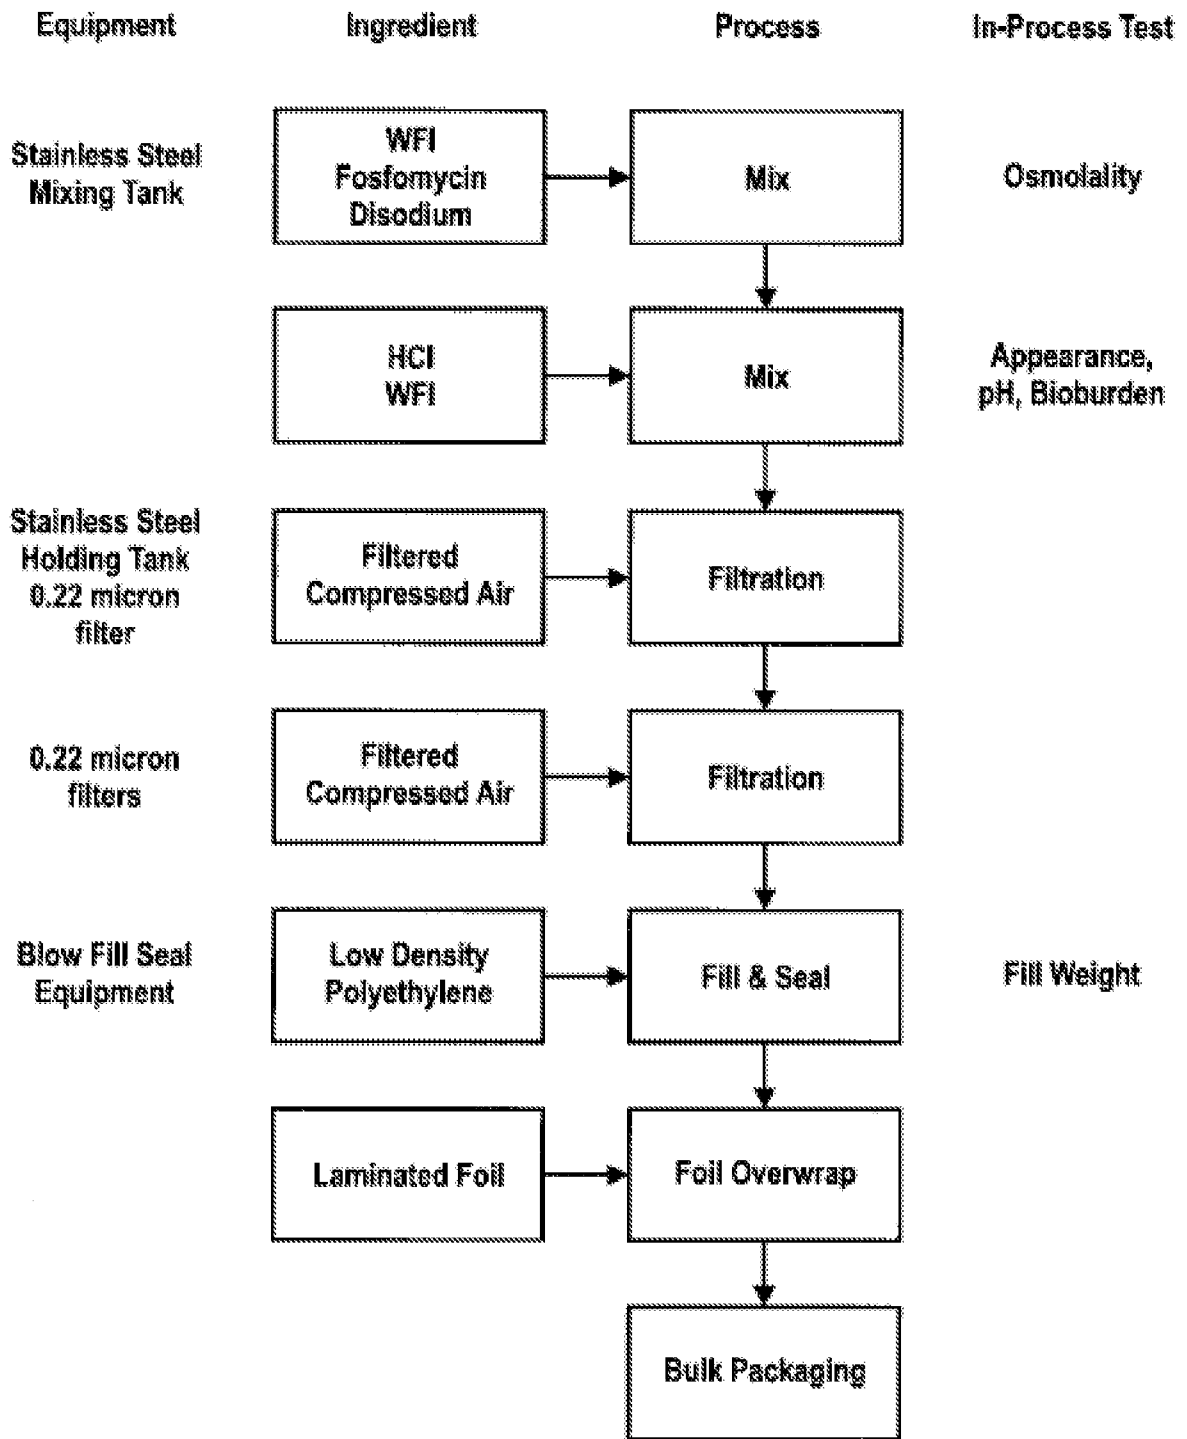 Equipment
Ingredient
Process
In-Process Test
Stainless Steel
Mixing Tank
WFI
Fosfomycin
Disodium
Mix
Osmolality
HCl
WFI
Mix
Appearance,
pH, Bioburden
Stainless Steel
Holding Tank
0.22 micron
filter
Filtered
Compressed Air
Filtration
0.22 micron
filters
Filtered
Compressed Air
Filtration
Blow Fill Seal
Equipment
Low Density
Polyethylene
Fill & Seal
Fill Weight
Laminated Foil
Foil Overwrap
Bulk Packaging